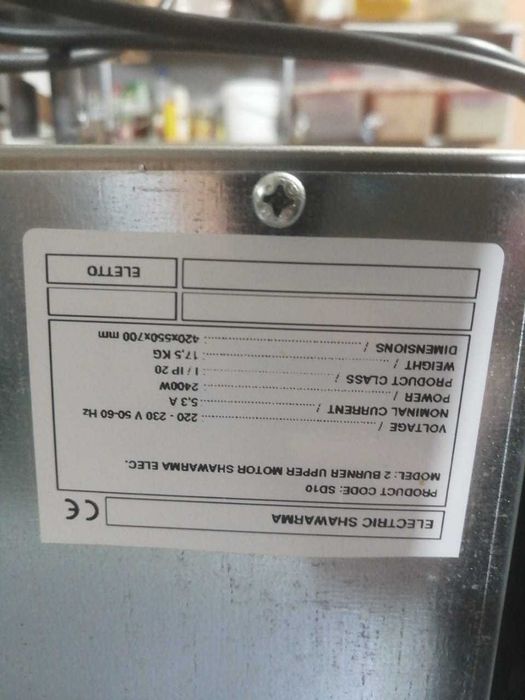 ELECTRIC SHAWARMA
CE
PRODUCT CODE: SD10
MODEL: 2 BURNER UPPER MOTOR SHAWARMA ELEC.
VOLTAGE / ........................ : 220 - 230 V 50-60 Hz
NOMINAL CURRENT / ........................ : 5.3 A
POWER / ........................ : 2400W
PRODUCT CLASS / ........................ : I / IP 20
WEIGHT / ........................ : 17,5 KG
DIMENSIONS / ........................ : 420x550x700 mm
ELETTO